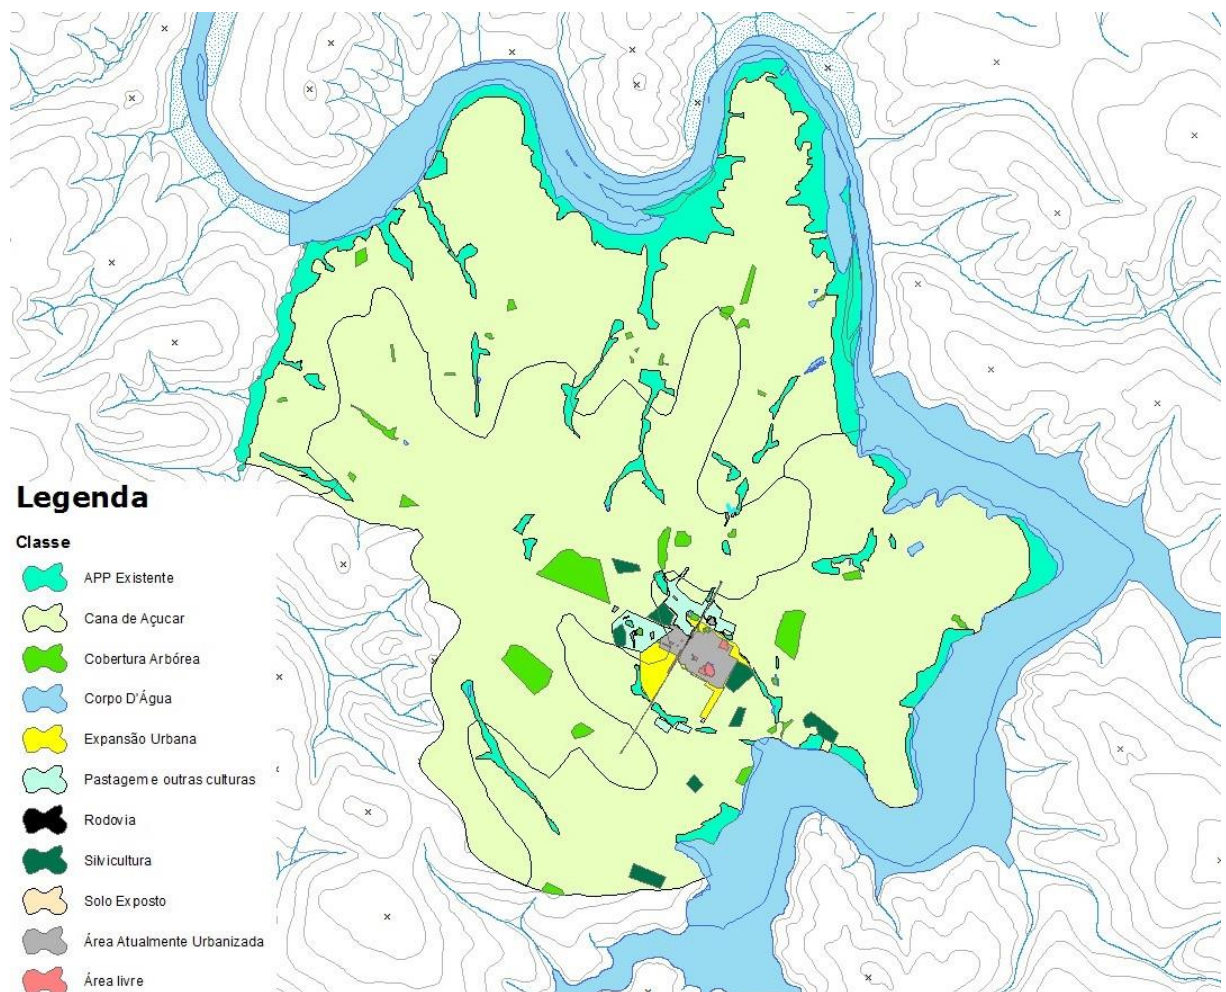 Legenda
Classe
APP Existente
Cana de Açucar
Cobertura Arbórea
Corpo D'Água
Expansão Urbana
Pastagem e outras culturas
Rodovia
Silvicultura
Solo Exposto
Área Atualmente Urbanizada
Área livre